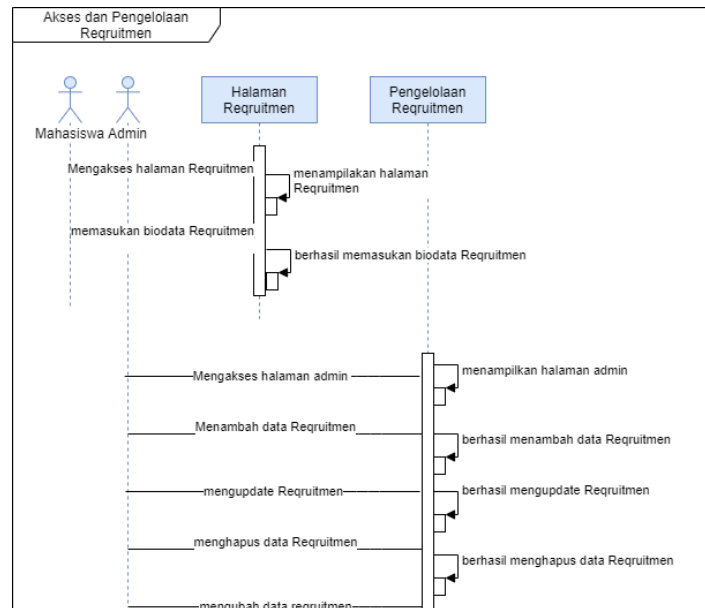 Akses dan Pengelolaan
Reqruitmen
Mahasiswa Admin
Halaman
Reqruitmen
Pengelolaan
Reqruitmen
Mengakses halaman Reqruitmen
menampilakan halaman
Reqruitmen
memasukan biodata Reqruitmen
berhasil memasukan biodata Reqruitmen
Mengakses halaman admin
menampilkan halaman admin
Menambah data Reqruitmen
berhasil menambah data Reqruitmen
mengupdate Reqruitmen
berhasil mengupdate Reqruitmen
menghapus data Reqruitmen
berhasil menghapus data Reqruitmen
mengubah data reqruitmen